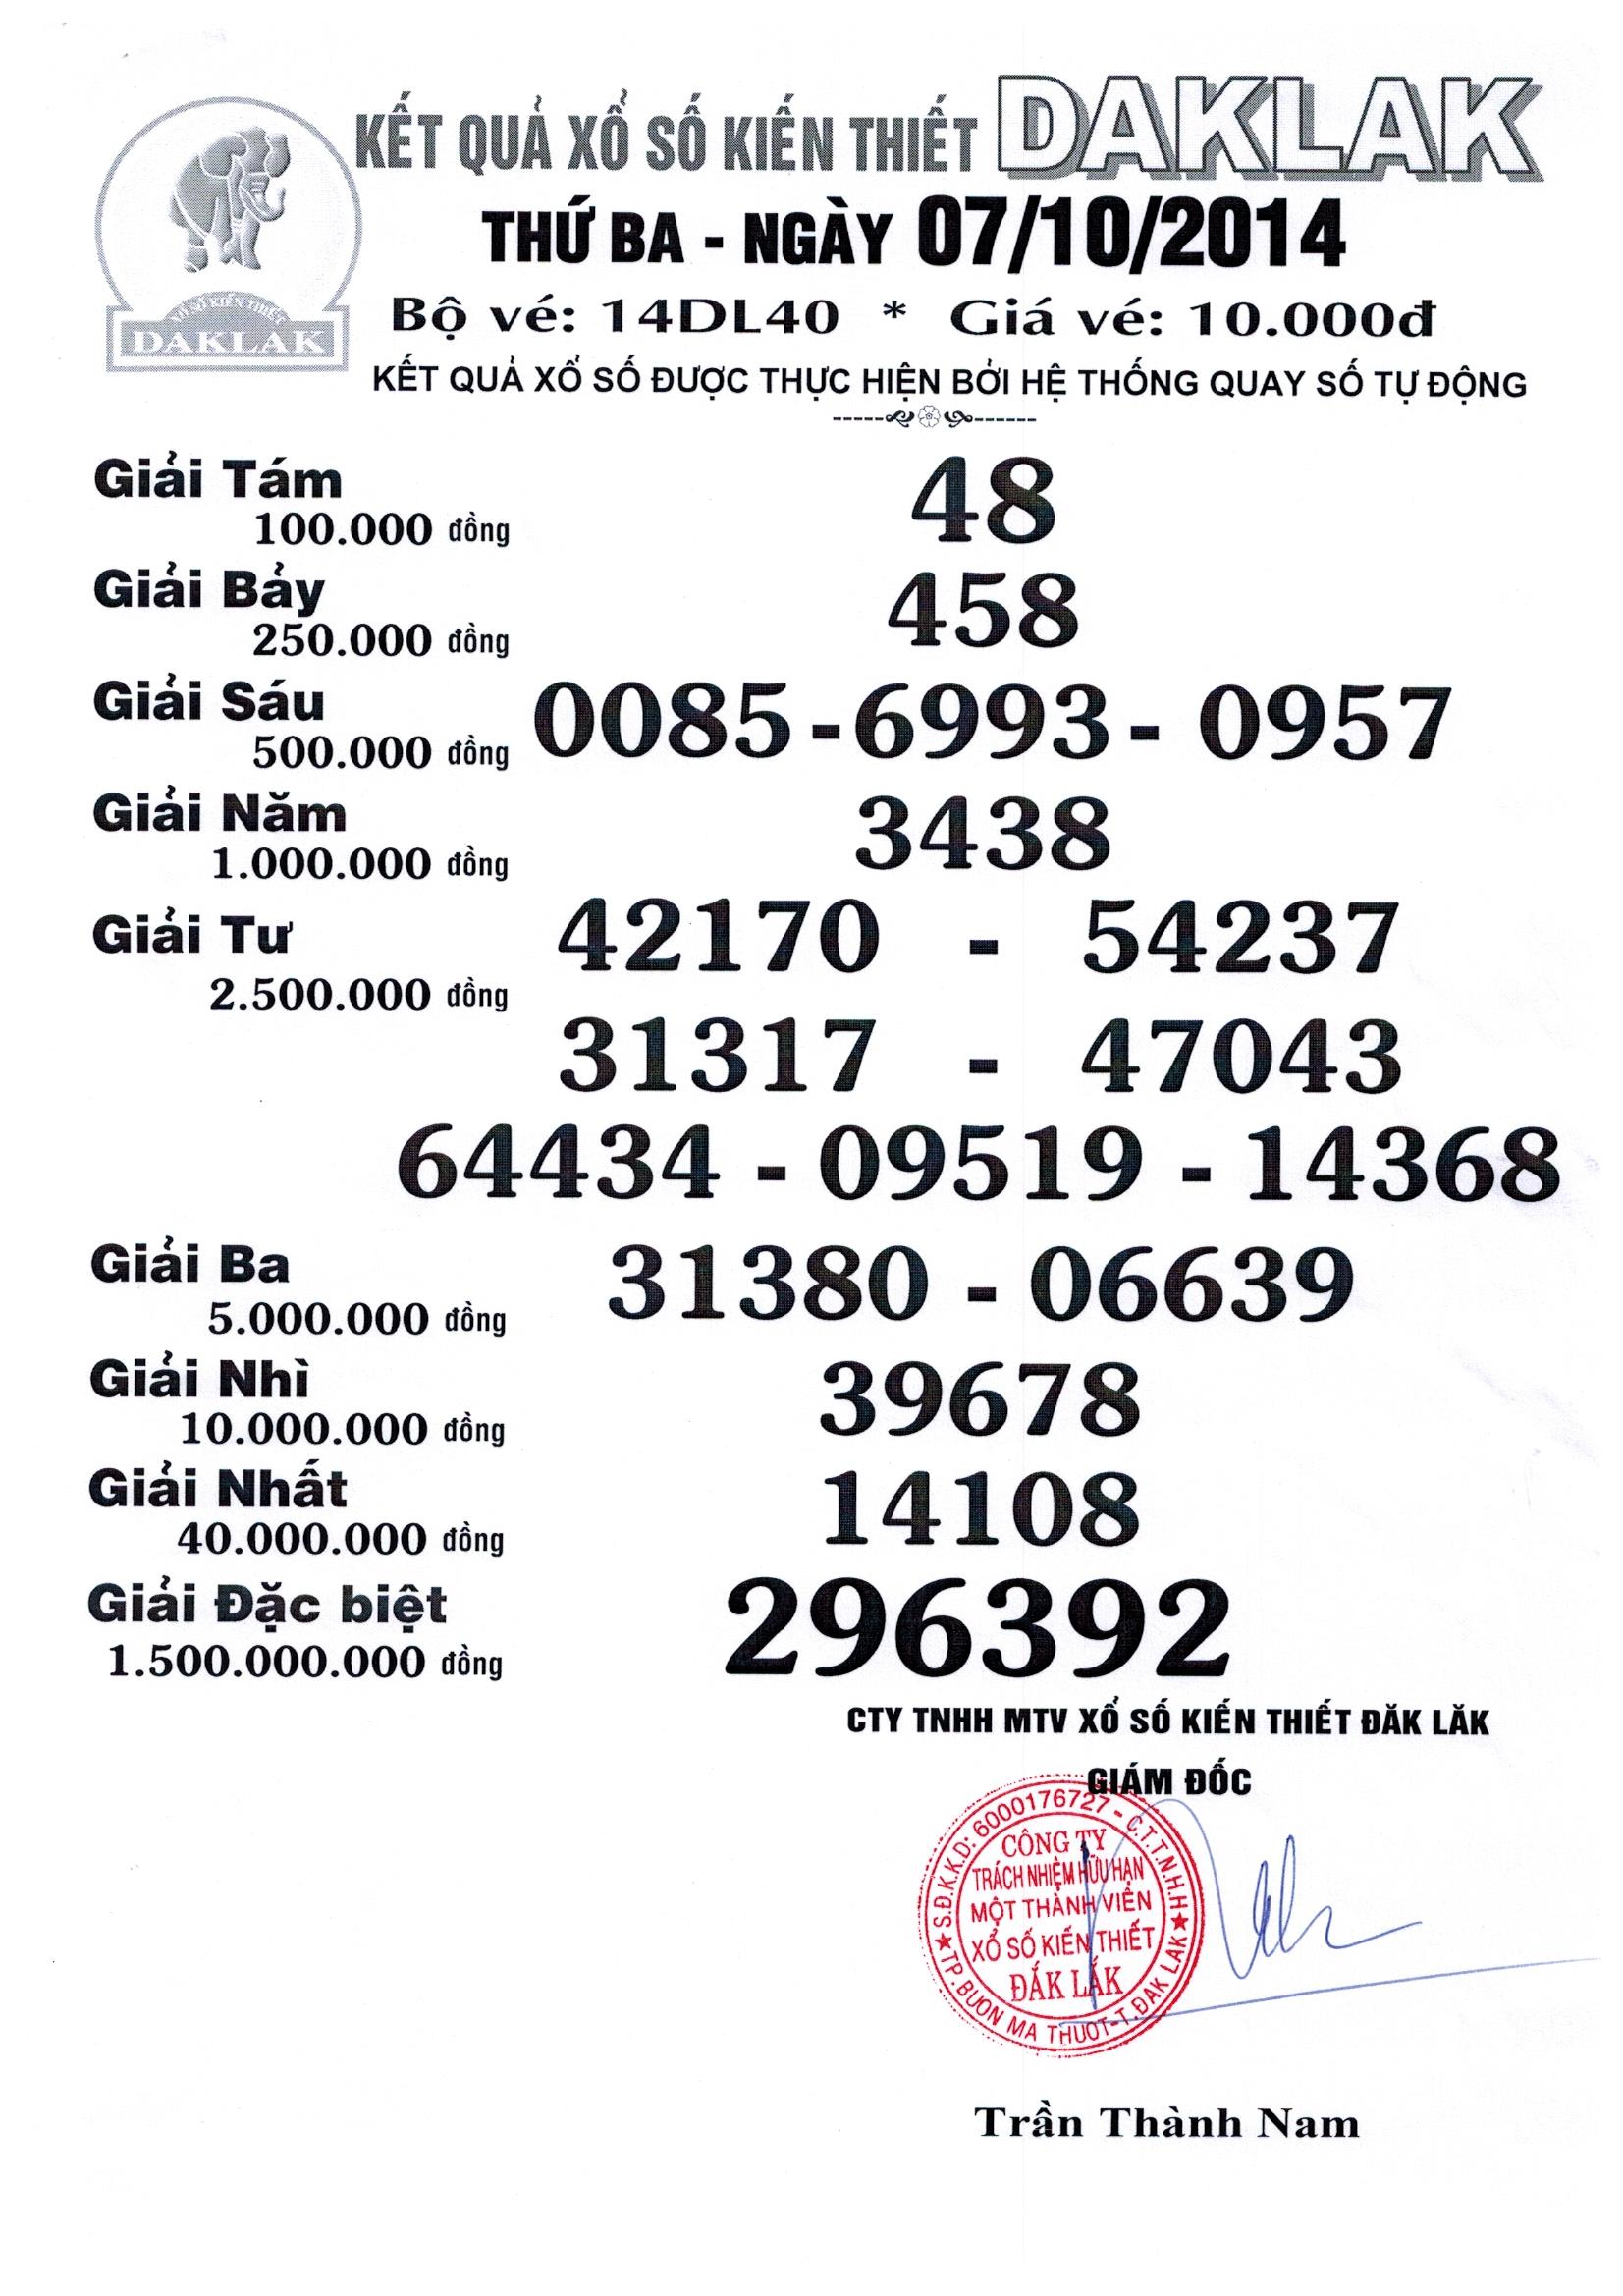 KẾT QUẢ XỔ SỐ KIẾN THIẾT DAKLAK
THỨ BA - NGÀY 07/10/2014
Bộ vé: 14DL40 * Giá vé: 10.000đ
XỔ SỐ KIẾN THIẾT
DAKLAK
KẾT QUẢ XỔ SỐ ĐƯỢC THỰC HIỆN BỞI HỆ THỐNG QUAY SỐ TỰ ĐỘNG
Giải Tám 48
100.000 đồng
Giải Bảy 458
250.000 đồng
Giải Sáu 0085 - 6993 - 0957
500.000 đồng
Giải Năm 3438
1.000.000 đồng
Giải Tư 42170 - 54237
2.500.000 đồng
31317 - 47043
64434 - 09519 - 14368
Giải Ba 31380 - 06639
5.000.000 đồng
Giải Nhì 39678
10.000.000 đồng
Giải Nhất 14108
40.000.000 đồng
Giải Đặc biệt 296392
1.500.000.000 đồng
CTY TNHH MTV XỔ SỐ KIẾN THIẾT ĐĂK LĂK
GIÁM ĐỐC
S.Đ.K.K.D: 6000176727 - C.T.T.N.H.H
CÔNG TY
TRÁCH NHIỆM HỮU HẠN
MỘT THÀNH VIÊN
XỔ SỐ KIẾN THIẾT
ĐẮK LẮK
★ TP.BUON MA THUOT-T.ĐAK LAK ★
Trần Thành Nam